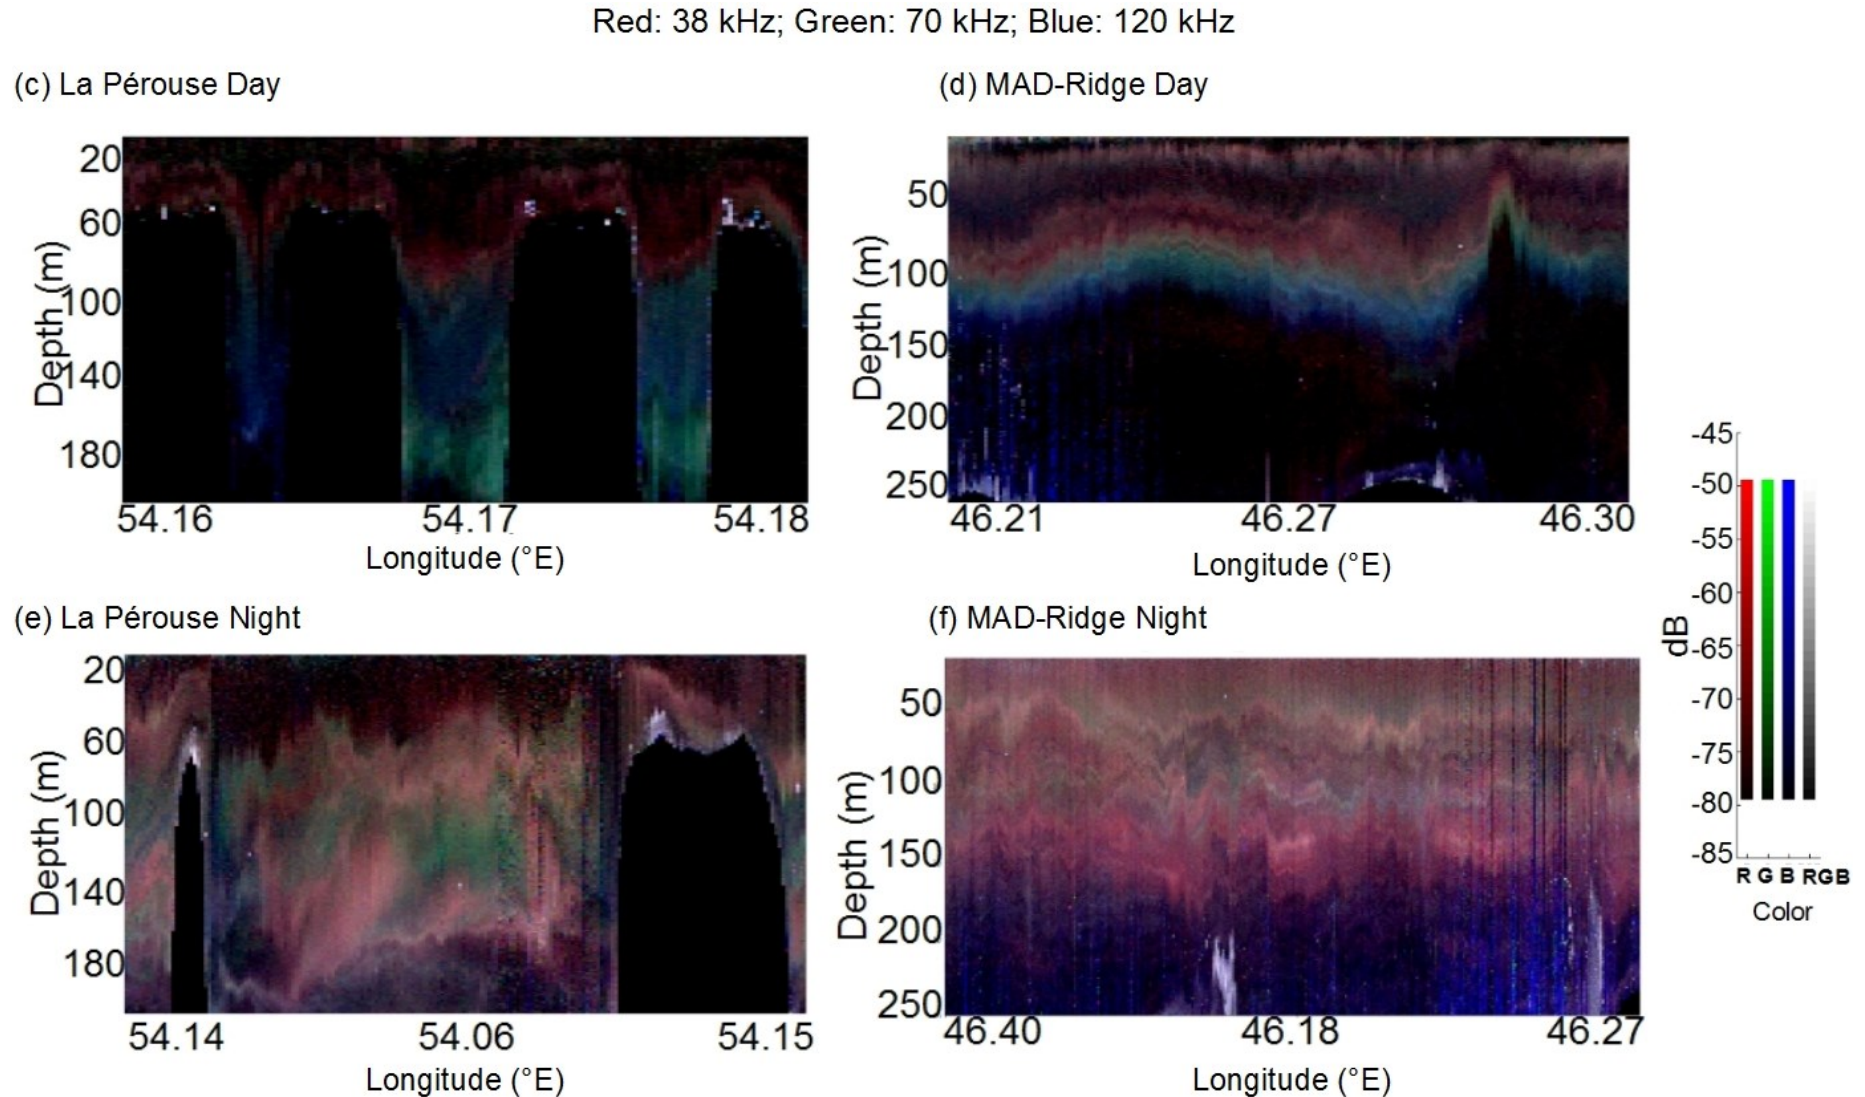 Red: 38 kHz; Green: 70 kHz; Blue: 120 kHz
(c) La Pérouse Day
20
60
100
140
180
Depth (m)
54.16 54.17 54.18
Longitude (°E)
(d) MAD-Ridge Day
50
100
150
200
250
Depth (m)
46.21 46.27 46.30
Longitude (°E)
(e) La Pérouse Night
20
60
100
140
180
Depth (m)
54.14 54.06 54.15
Longitude (°E)
(f) MAD-Ridge Night
50
100
150
200
250
Depth (m)
46.40 46.18 46.27
Longitude (°E)
-45
-50
-55
-60
-65
-70
-75
-80
-85
dB
R G B RGB
Color